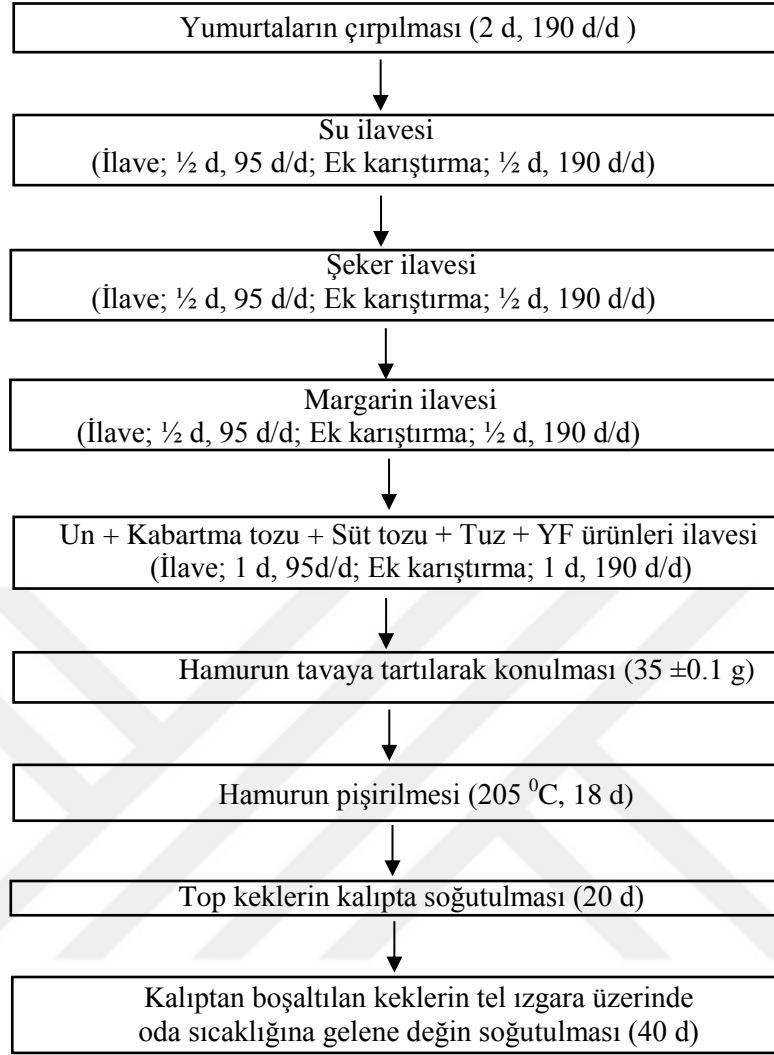 Yumurtaların çırpılması (2 d, 190 d/d )
Su ilavesi
(İlave; ½ d, 95 d/d; Ek karıştırma; ½ d, 190 d/d)
Şeker ilavesi
(İlave; ½ d, 95 d/d; Ek karıştırma; ½ d, 190 d/d)
Margarin ilavesi
(İlave; ½ d, 95 d/d; Ek karıştırma; ½ d, 190 d/d)
Un + Kabartma tozu + Süt tozu + Tuz + YF ürünleri ilavesi
(İlave; 1 d, 95d/d; Ek karıştırma; 1 d, 190 d/d)
Hamurun tavaya tartılarak konulması (35 ±0.1 g)
Hamurun pişirilmesi (205 ⁰C, 18 d)
Top keklerin kalıpta soğutulması (20 d)
Kalıptan boşaltılan keklerin tel ızgara üzerinde
oda sıcaklığına gelene değin soğutulması (40 d)